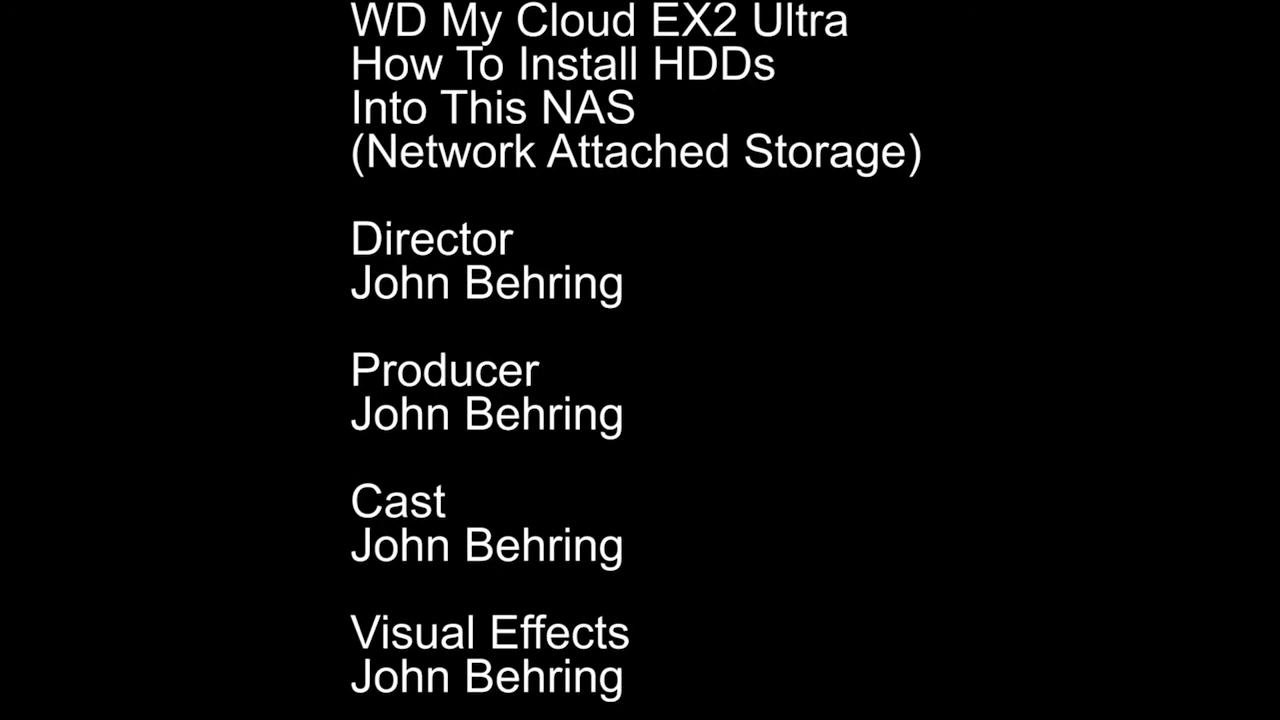 WD My Cloud EX2 Ultra
How To Install HDDs
Into This NAS
(Network Attached Storage)
Director
John Behring
Producer
John Behring
Cast
John Behring
Visual Effects
John Behring